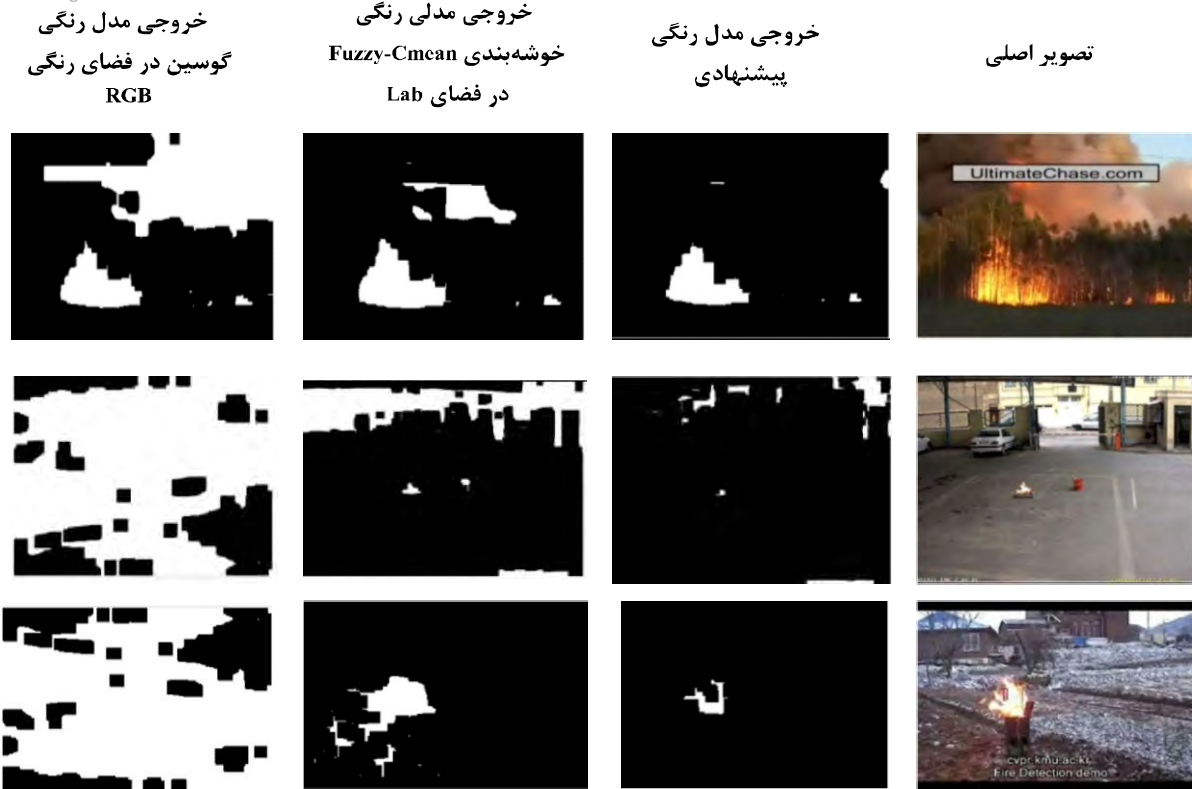 تصویر اصلی
خروجی مدل رنگی
پیشنهادی
خروجی مدلی رنگی
خوشه‌بندی Fuzzy-Cmean
در فضای Lab
خروجی مدل رنگی
گوسین در فضای رنگی
RGB
UltimateChase.com
cvpr.kmu.ac.kr
Fire Detection demo